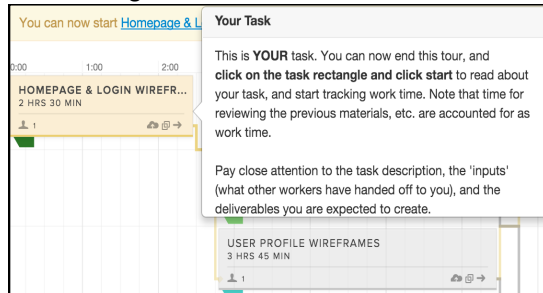 You can now start Homepage & L
Your Task
This is YOUR task. You can now end this tour, and
click on the task rectangle and click start to read about
your task, and start tracking work time. Note that time for
reviewing the previous materials, etc. are accounted for as
work time.
Pay close attention to the task description, the 'inputs'
(what other workers have handed off to you), and the
deliverables you are expected to create.
0:00 1:00 2:00
HOMEPAGE & LOGIN WIREFR...
2 HRS 30 MIN
1
USER PROFILE WIREFRAMES
3 HRS 45 MIN
1